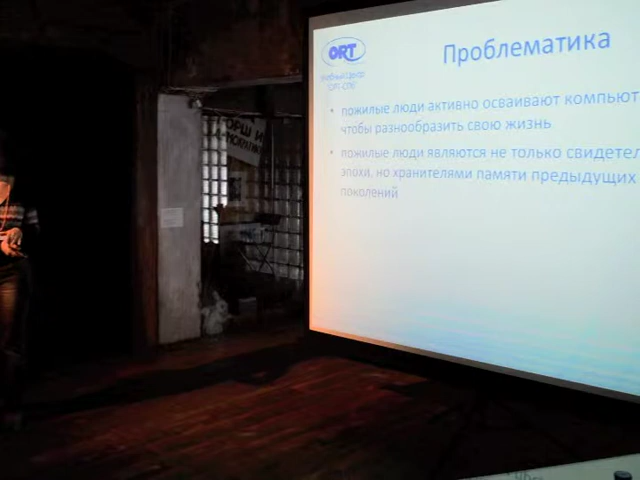 ORT
Проблематика
• пожилые люди активно осваивают компьют
чтобы разнообразить свою жизнь
• пожилые люди являются не только свидетел
эпохи, но хранителями памяти предыдущих
поколений